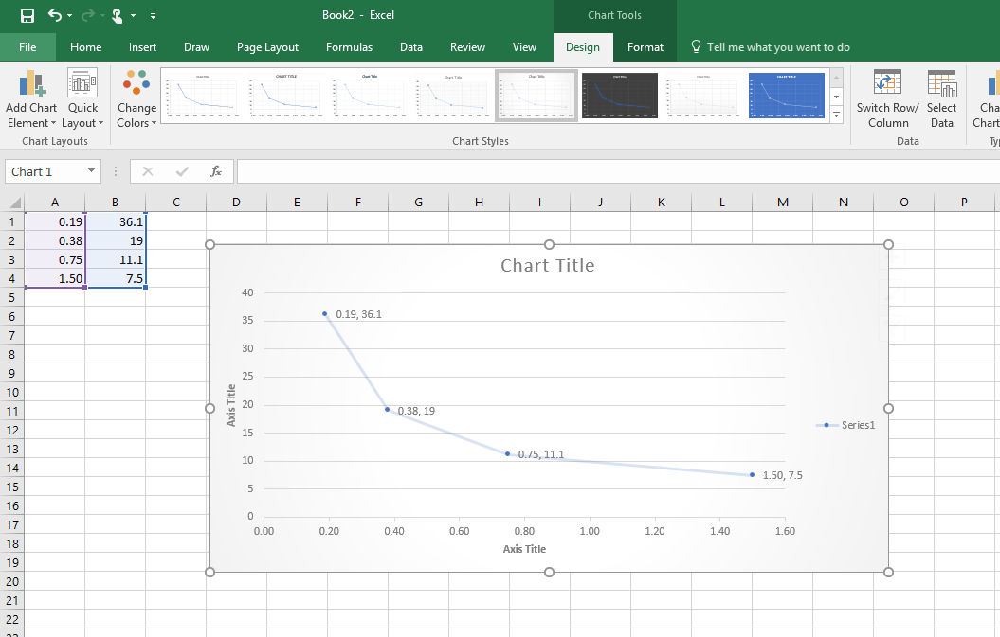 Book2 - Excel
Chart Tools
File Home Insert Draw Page Layout Formulas Data Review View Design Format Tell me what you want to do
Add Chart Element
Quick Layout
Change Colors
Switch Row/ Column
Select Data
Chart Layouts
Chart Styles
Data
Chart 1
fx
A B C D E F G H I J K L M N O P
1 0.19 36.1
2 0.38 19
3 0.75 11.1
4 1.50 7.5
5
6
7
8
9
10
11
12
13
14
15
16
17
18
19
20
21
22
Chart Title
40
35
30
25
20
15
10
5
0
Axis Title
0.19, 36.1
0.38, 19
0.75, 11.1
1.50, 7.5
Series1
0.00 0.20 0.40 0.60 0.80 1.00 1.20 1.40 1.60
Axis Title